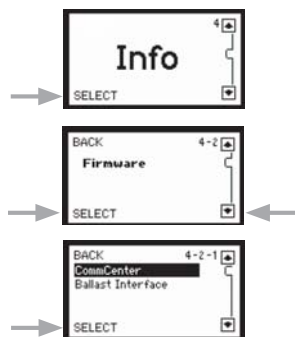 4
Info
SELECT
BACK 4-2
Firmware
SELECT
BACK 4-2-1
CommCenter
Ballast Interface
SELECT